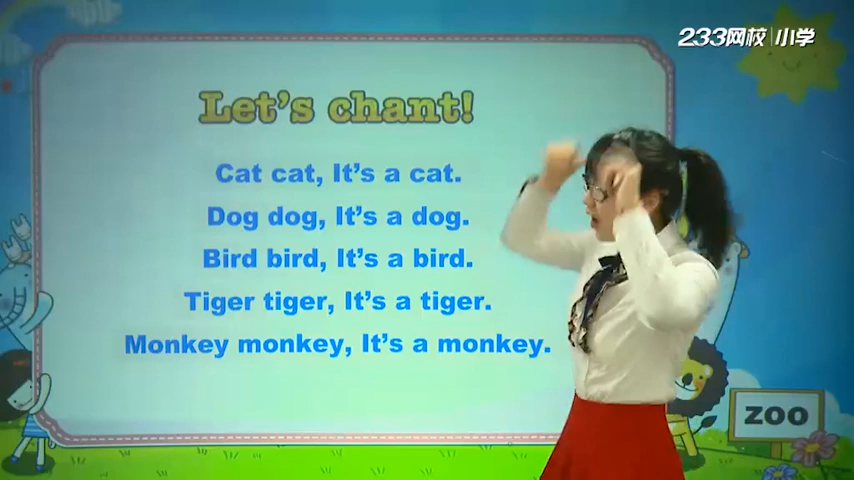 233网校 小学
Let's chant!
Cat cat, It's a cat.
Dog dog, It's a dog.
Bird bird, It's a bird.
Tiger tiger, It's a tiger.
Monkey monkey, It's a monkey.
ZOO